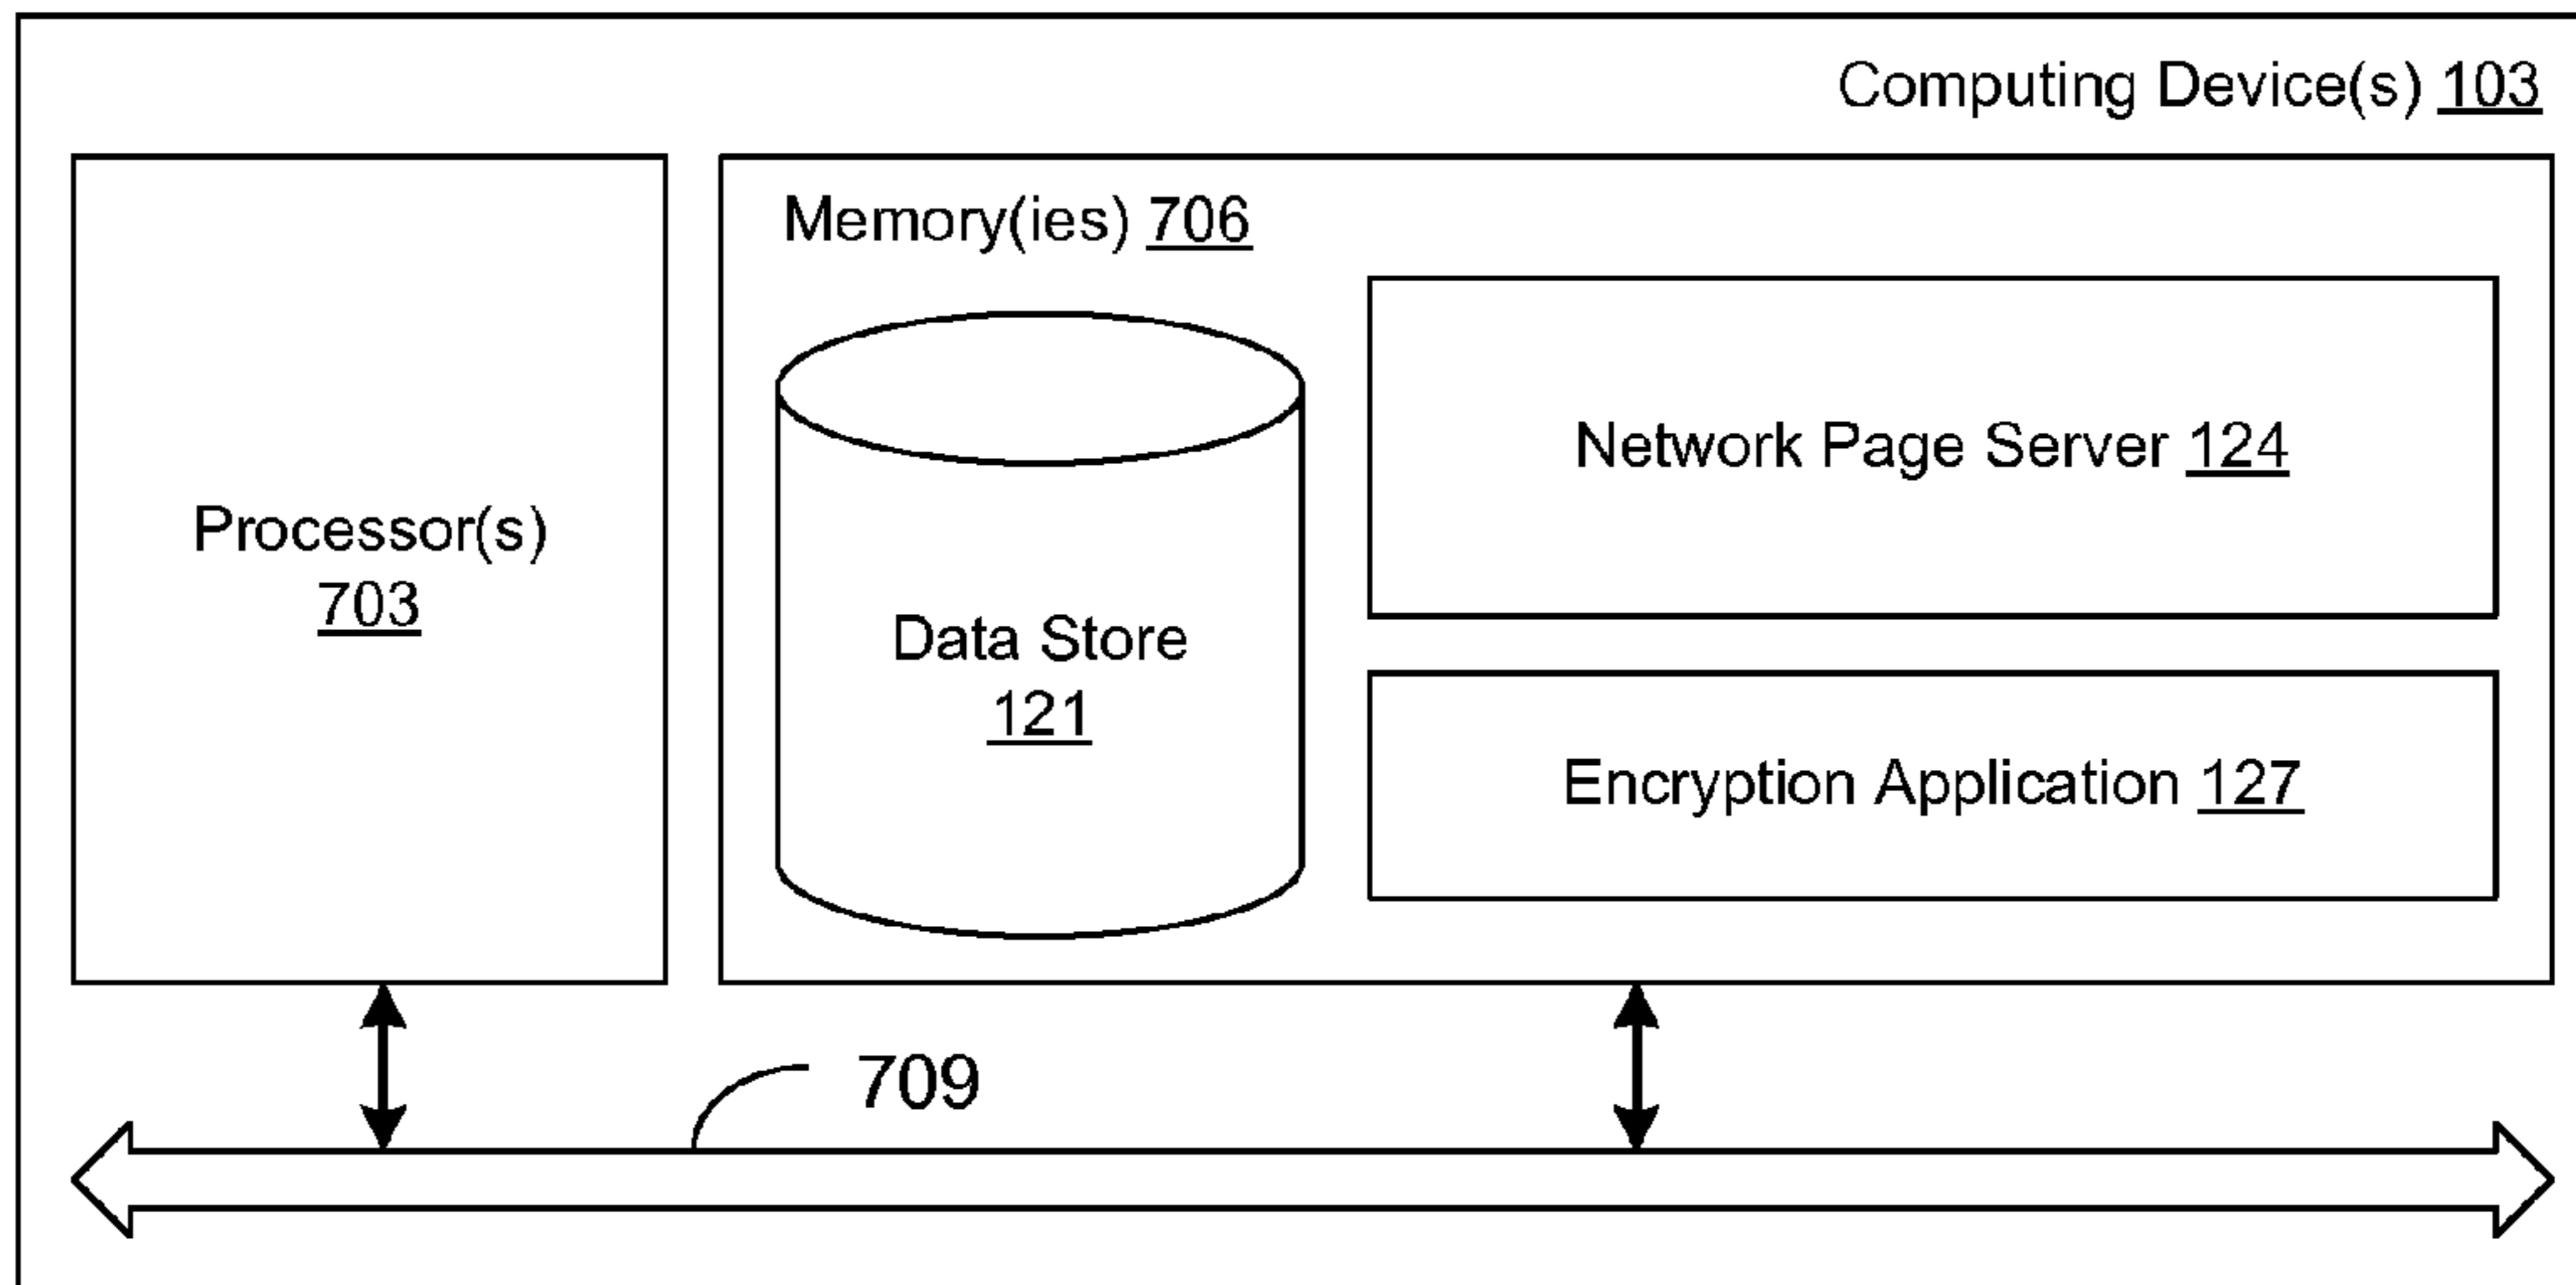 Computing Device(s) 103
Memory(ies) 706
Processor(s)
703
Data Store
121
Network Page Server 124
Encryption Application 127
709